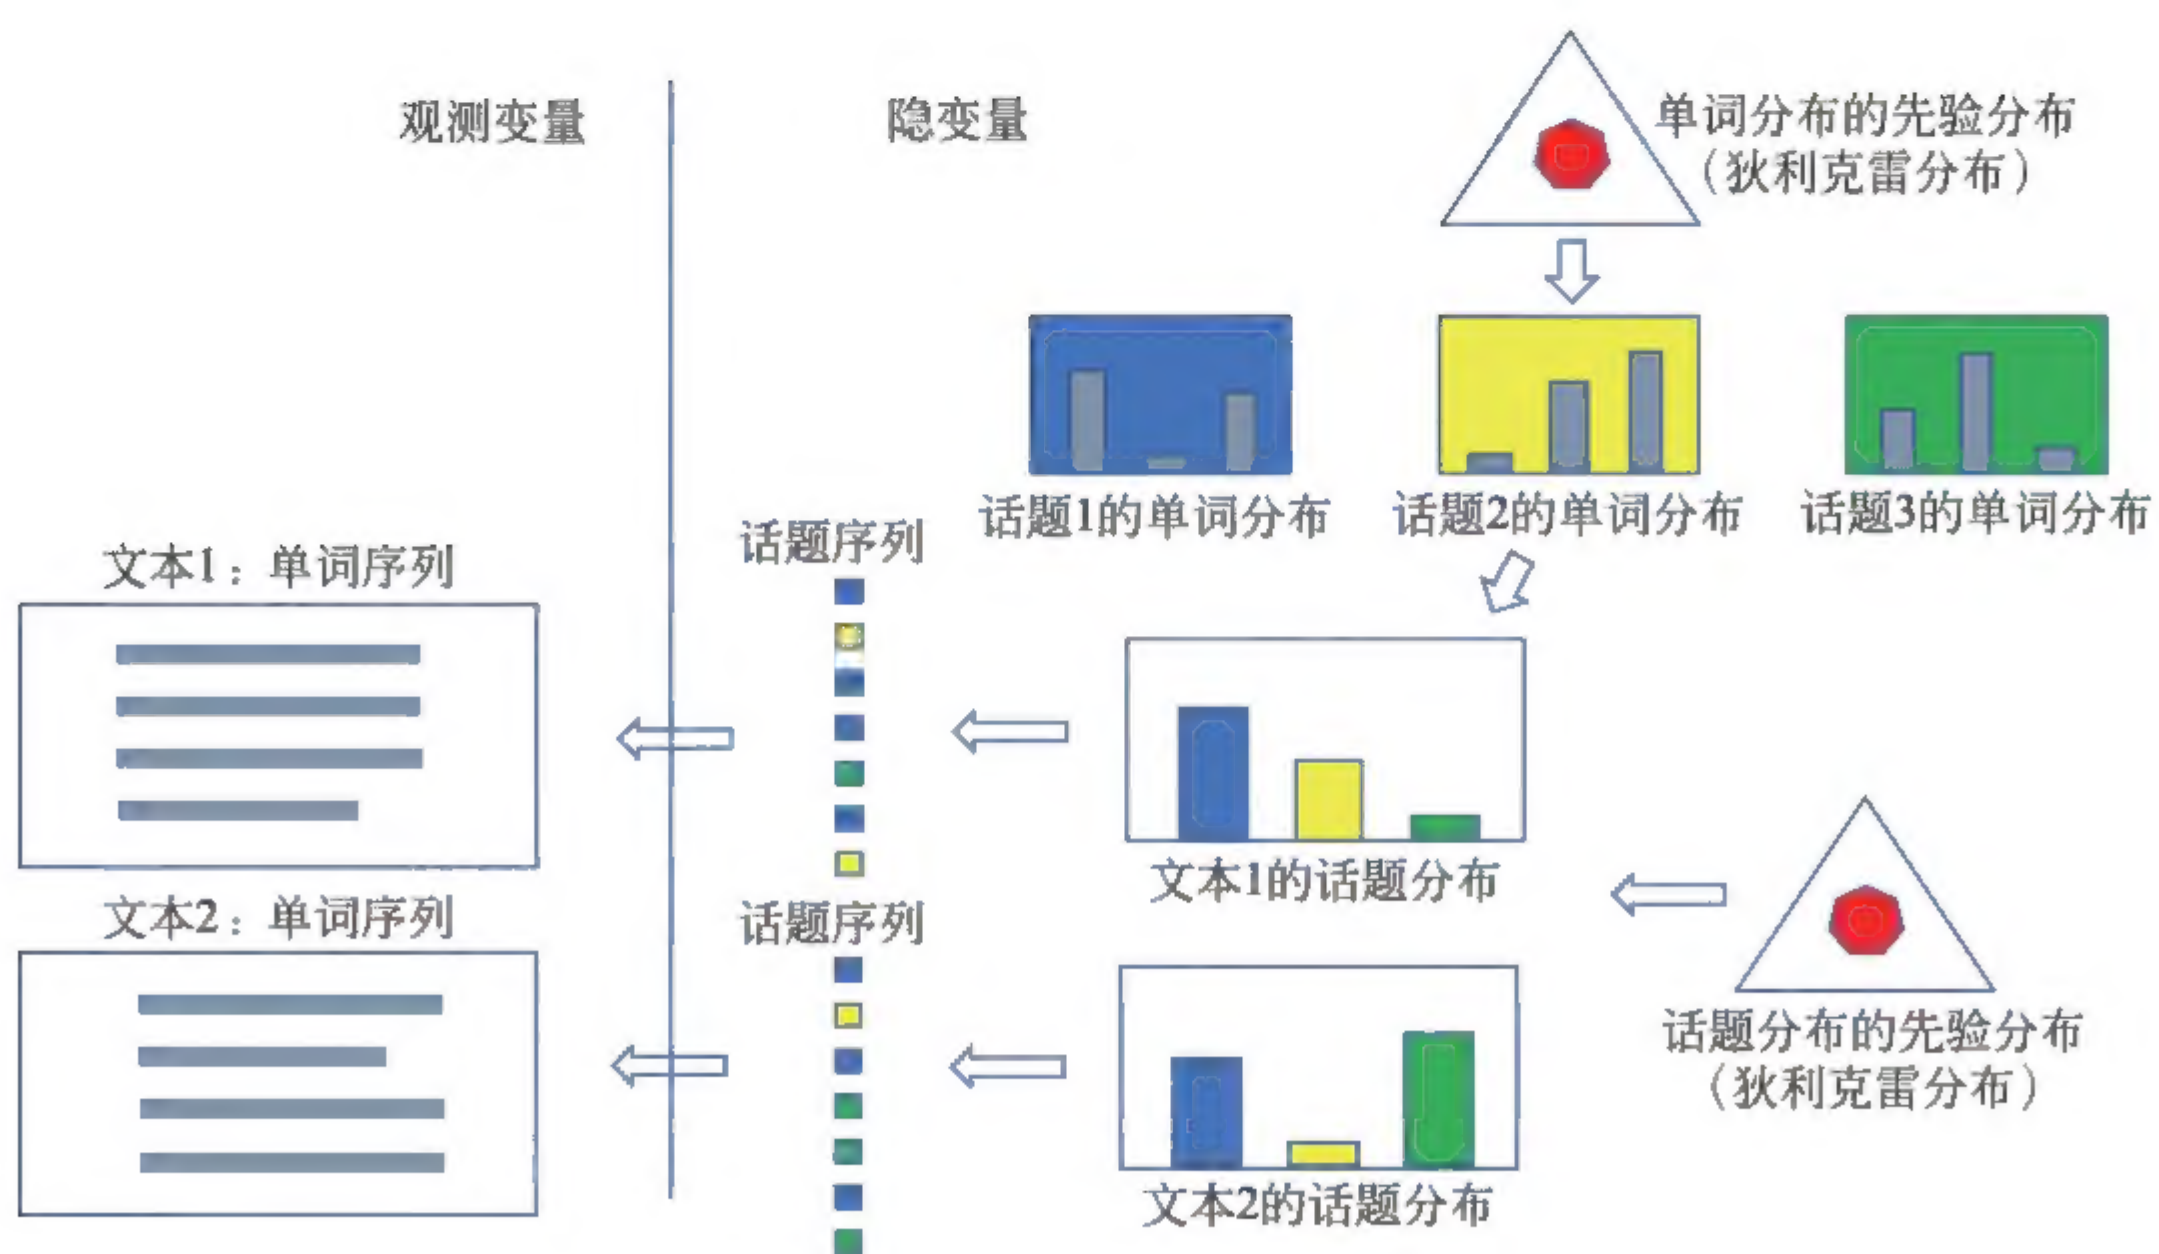 观测变量
隐变量
单词分布的先验分布
（狄利克雷分布）
话题1的单词分布
话题2的单词分布
话题3的单词分布
话题序列
文本1：单词序列
文本1的话题分布
文本2：单词序列
话题序列
话题分布的先验分布
（狄利克雷分布）
文本2的话题分布